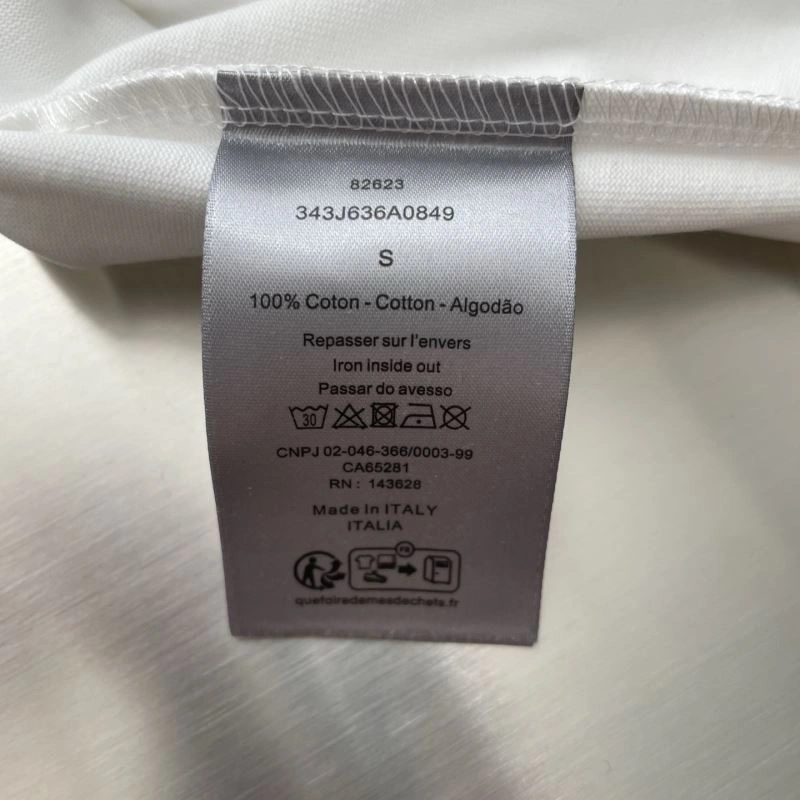 82623
343J636A0849
S
100% Coton - Cotton - Algodão
Repasser sur l'envers
Iron inside out
Passar do avesso
30
CNPJ 02-046-366/0003-99
CA65281
RN : 143628
Made In ITALY
ITALIA
FR
quefairedemesdechets.fr